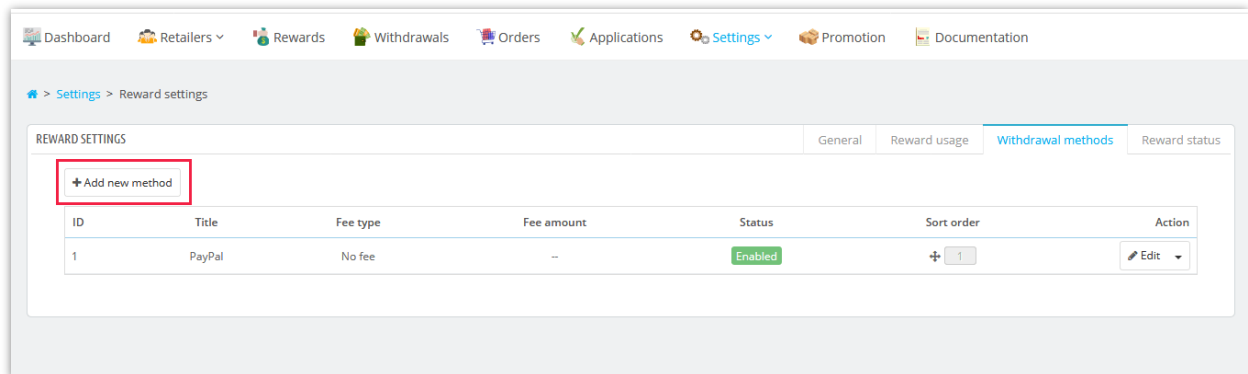 Dashboard Retailers Rewards Withdrawals Orders Applications Settings Promotion Documentation
> Settings > Reward settings
REWARD SETTINGS General Reward usage Withdrawal methods Reward status
+ Add new method
ID Title Fee type Fee amount Status Sort order Action
1 PayPal No fee -- Enabled 1 Edit